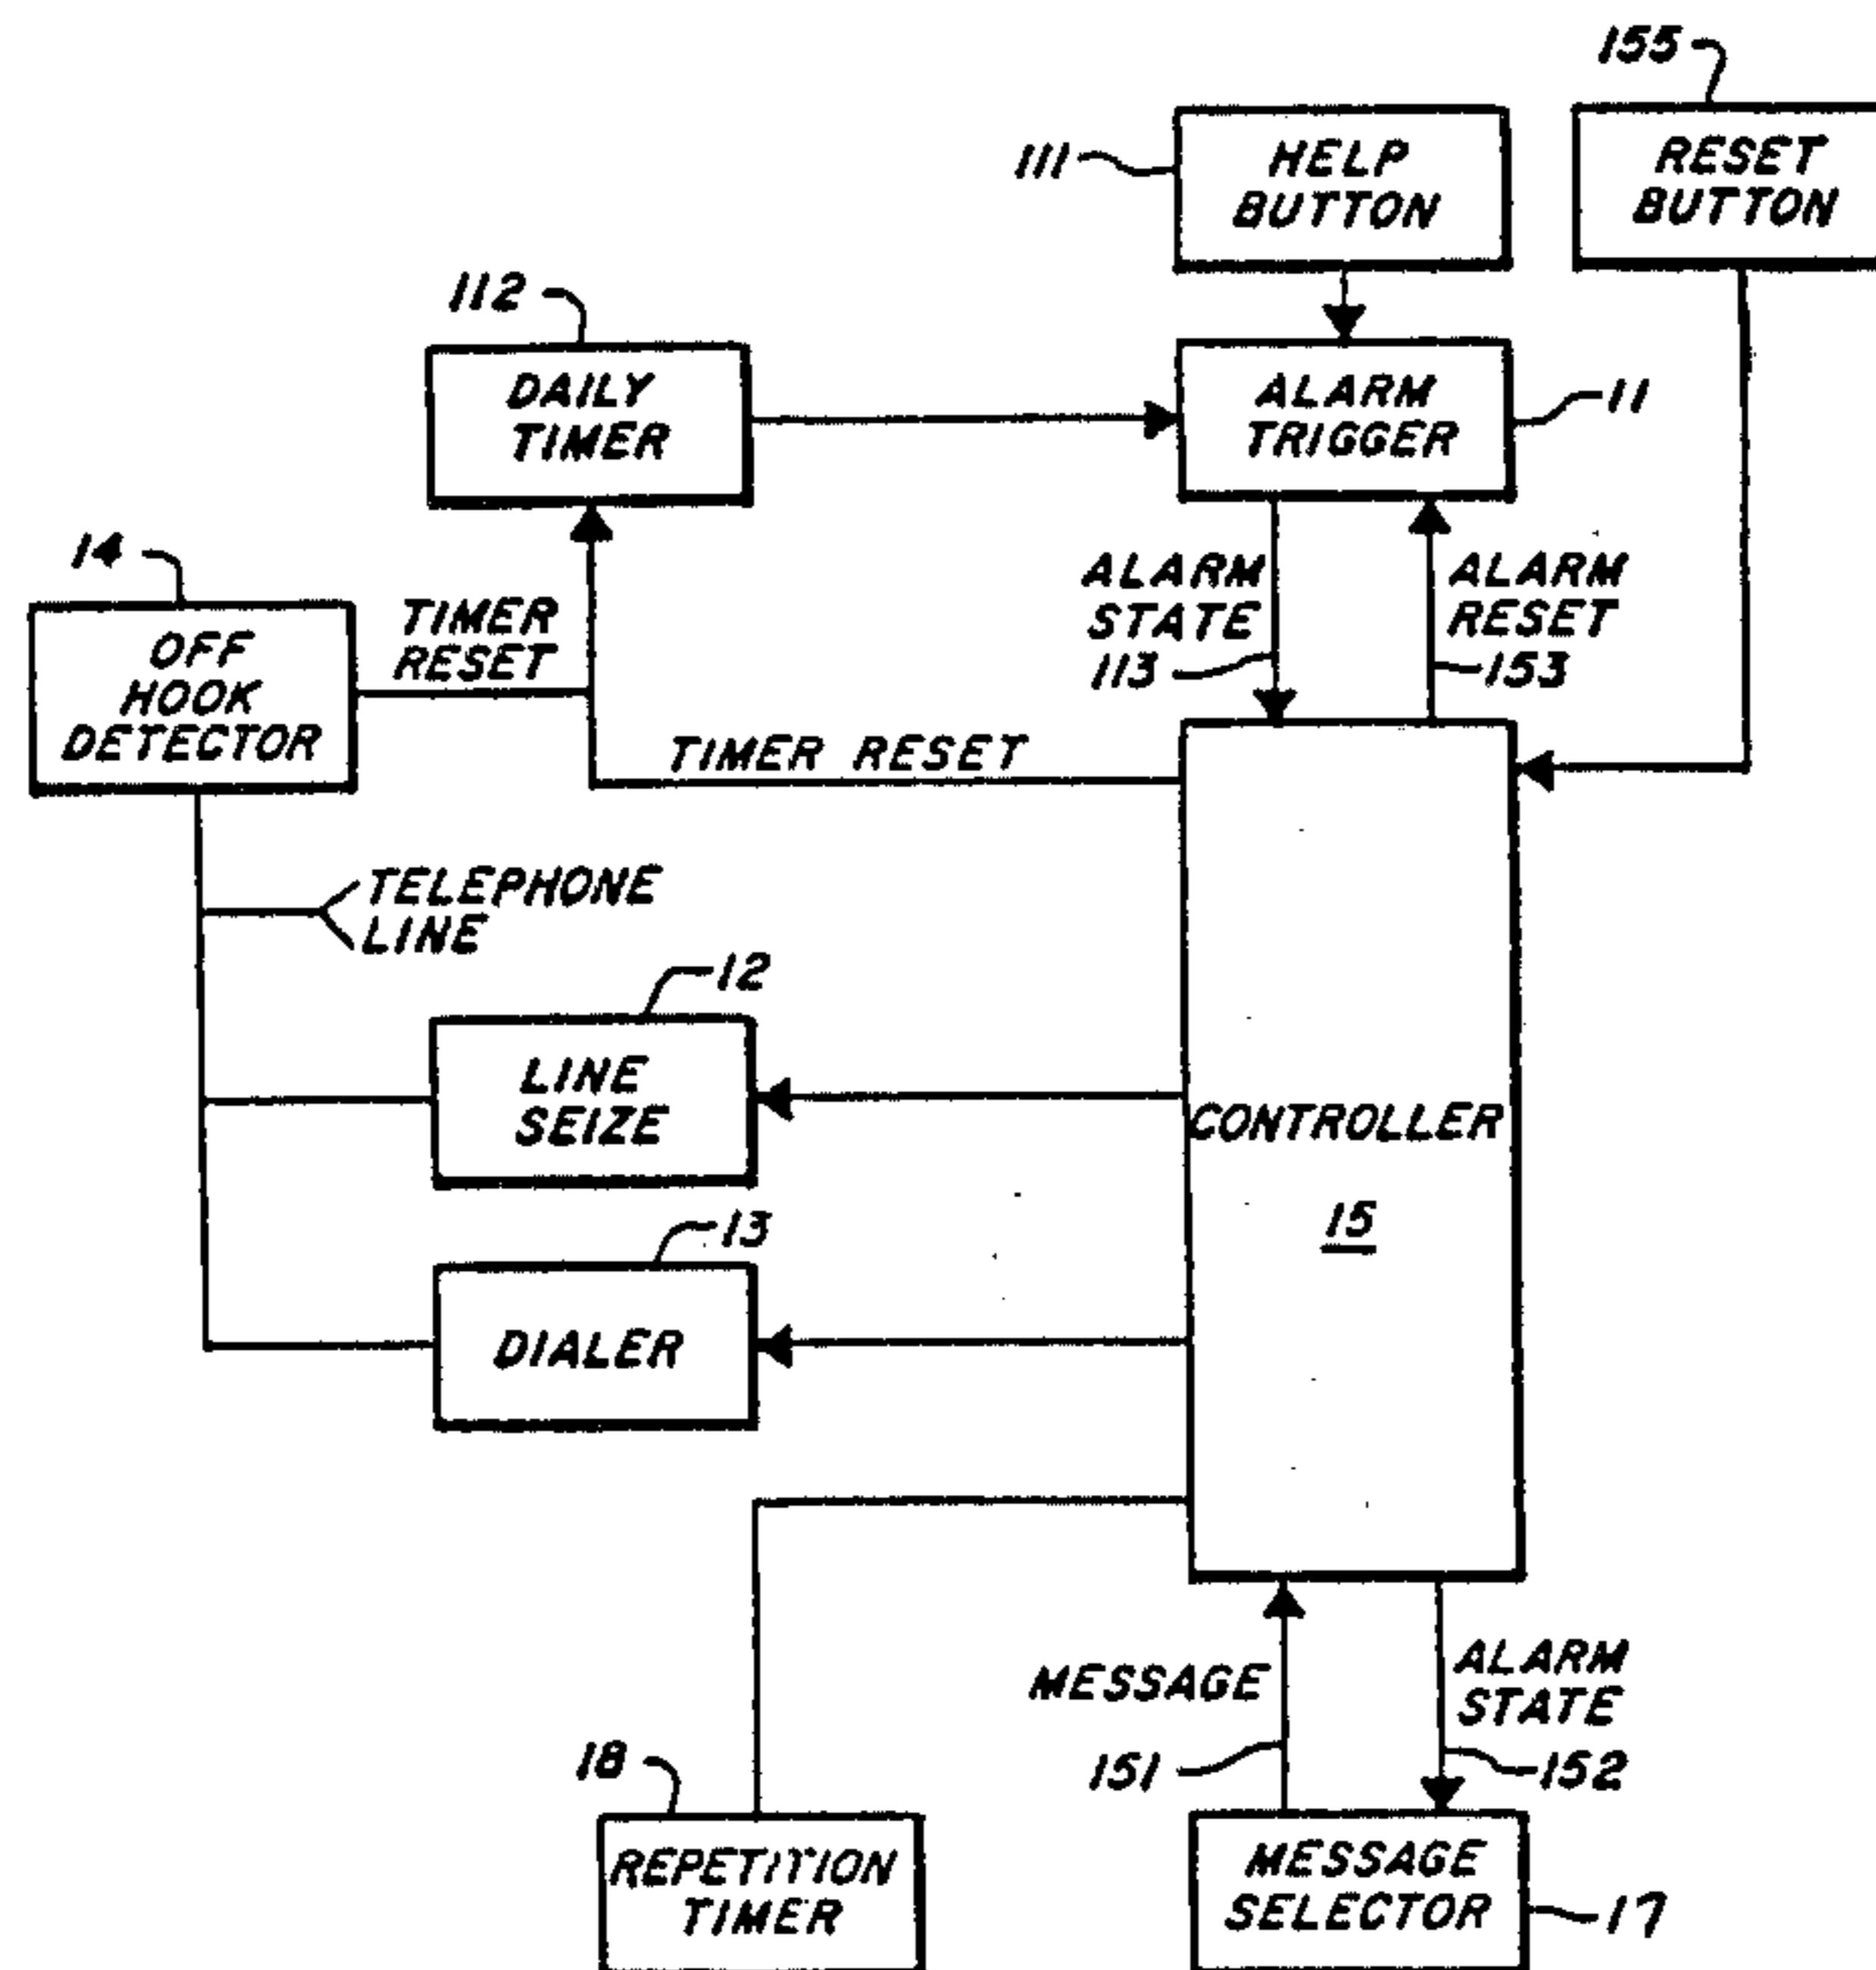 155
111
HELP
BUTTON
RESET
BUTTON
112
DAILY
TIMER
ALARM
TRIGGER
11
14
OFF
HOOK
DETECTOR
TIMER
RESET
ALARM
STATE
113
ALARM
RESET
153
TIMER RESET
TELEPHONE
LINE
12
LINE
SEIZE
CONTROLLER
15
13
DIALER
MESSAGE
151
ALARM
STATE
152
18
REPETITION
TIMER
MESSAGE
SELECTOR
17